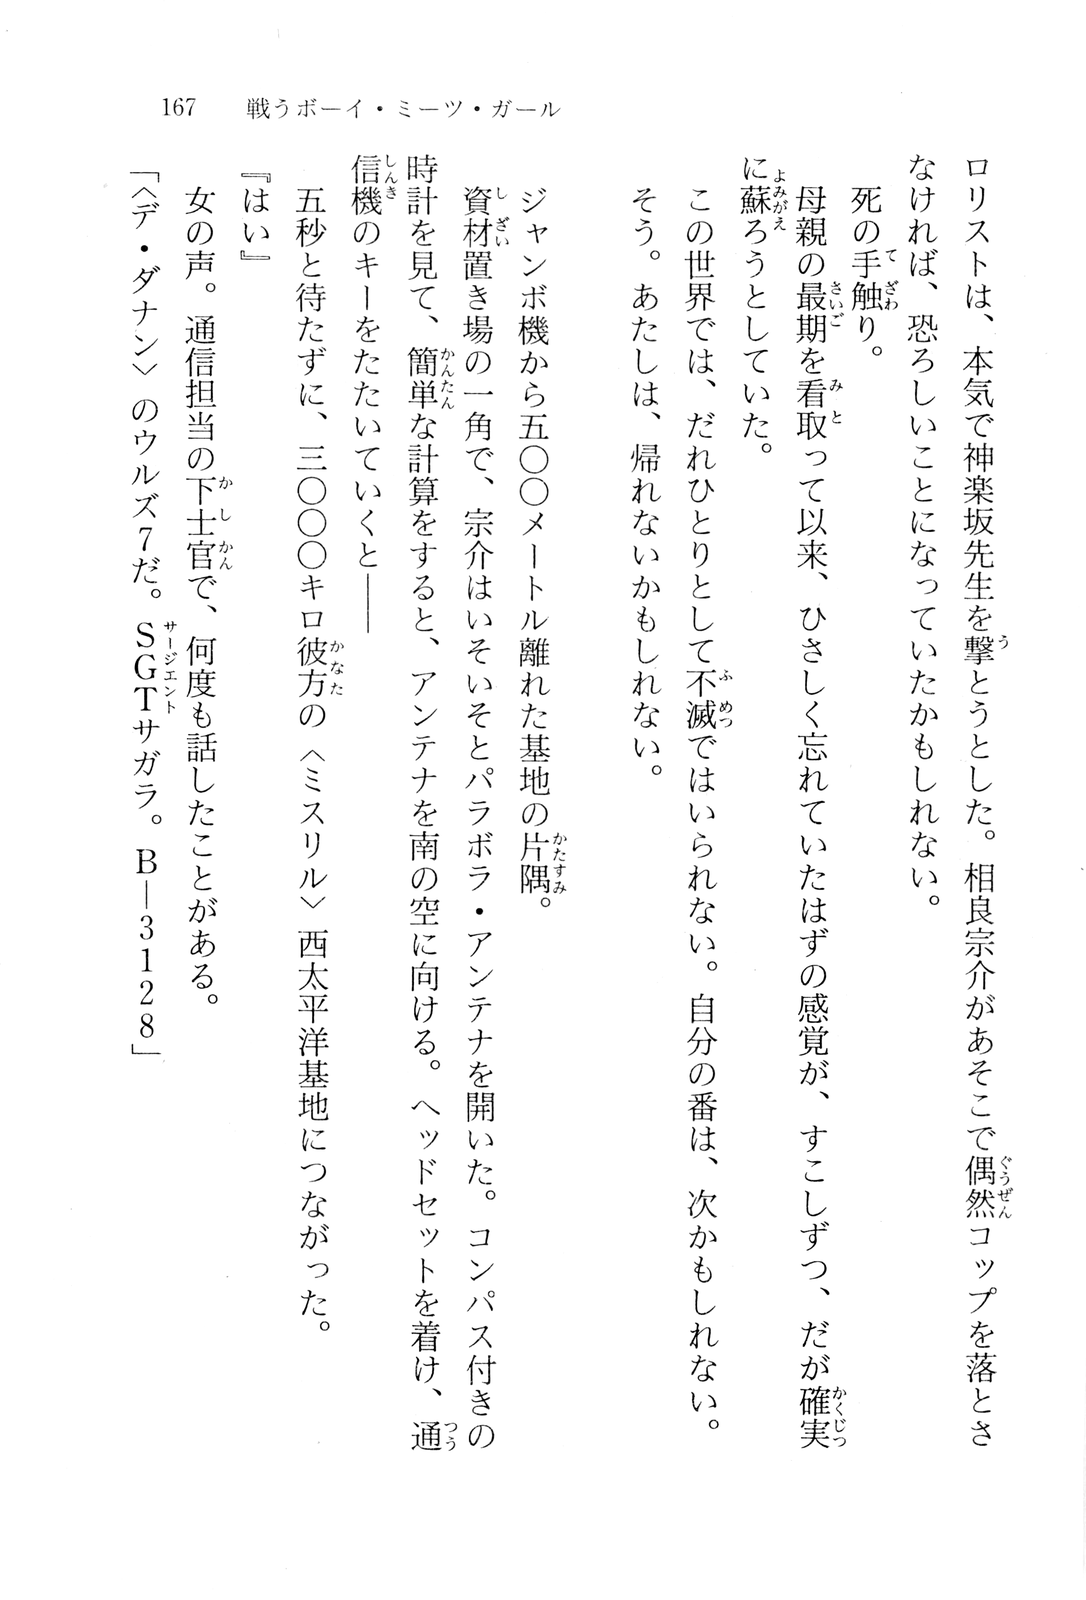 167　戦うボーイ・ミーツ・ガール
ロリストは、本気で神楽坂先生を撃とうとした。相良宗介があそこで偶然コップを落とさ
なければ、恐ろしいことになっていたかもしれない。
　死の手触り。
　母親の最期を看取って以来、ひさしく忘れていたはずの感覚が、すこしずつ、だが確実
に蘇ろうとしていた。
　この世界では、だれひとりとして不滅ではいられない。自分の番は、次かもしれない。
　そう。あたしは、帰れないかもしれない。
　ジャンボ機から五〇〇メートル離れた基地の片隅。
　資材置き場の一角で、宗介はいそいそとパラボラ・アンテナを開いた。コンパス付きの
時計を見て、簡単な計算をすると、アンテナを南の空に向ける。ヘッドセットを着け、通
信機のキーをたたいていくと――
　五秒と待たずに、三〇〇〇キロ彼方の〈ミスリル〉西太平洋基地につながった。
『はい』
　女の声。通信担当の下士官で、何度も話したことがある。
「〈デ・ダナン〉のウルズ7だ。SGTサガラ。B―3128」